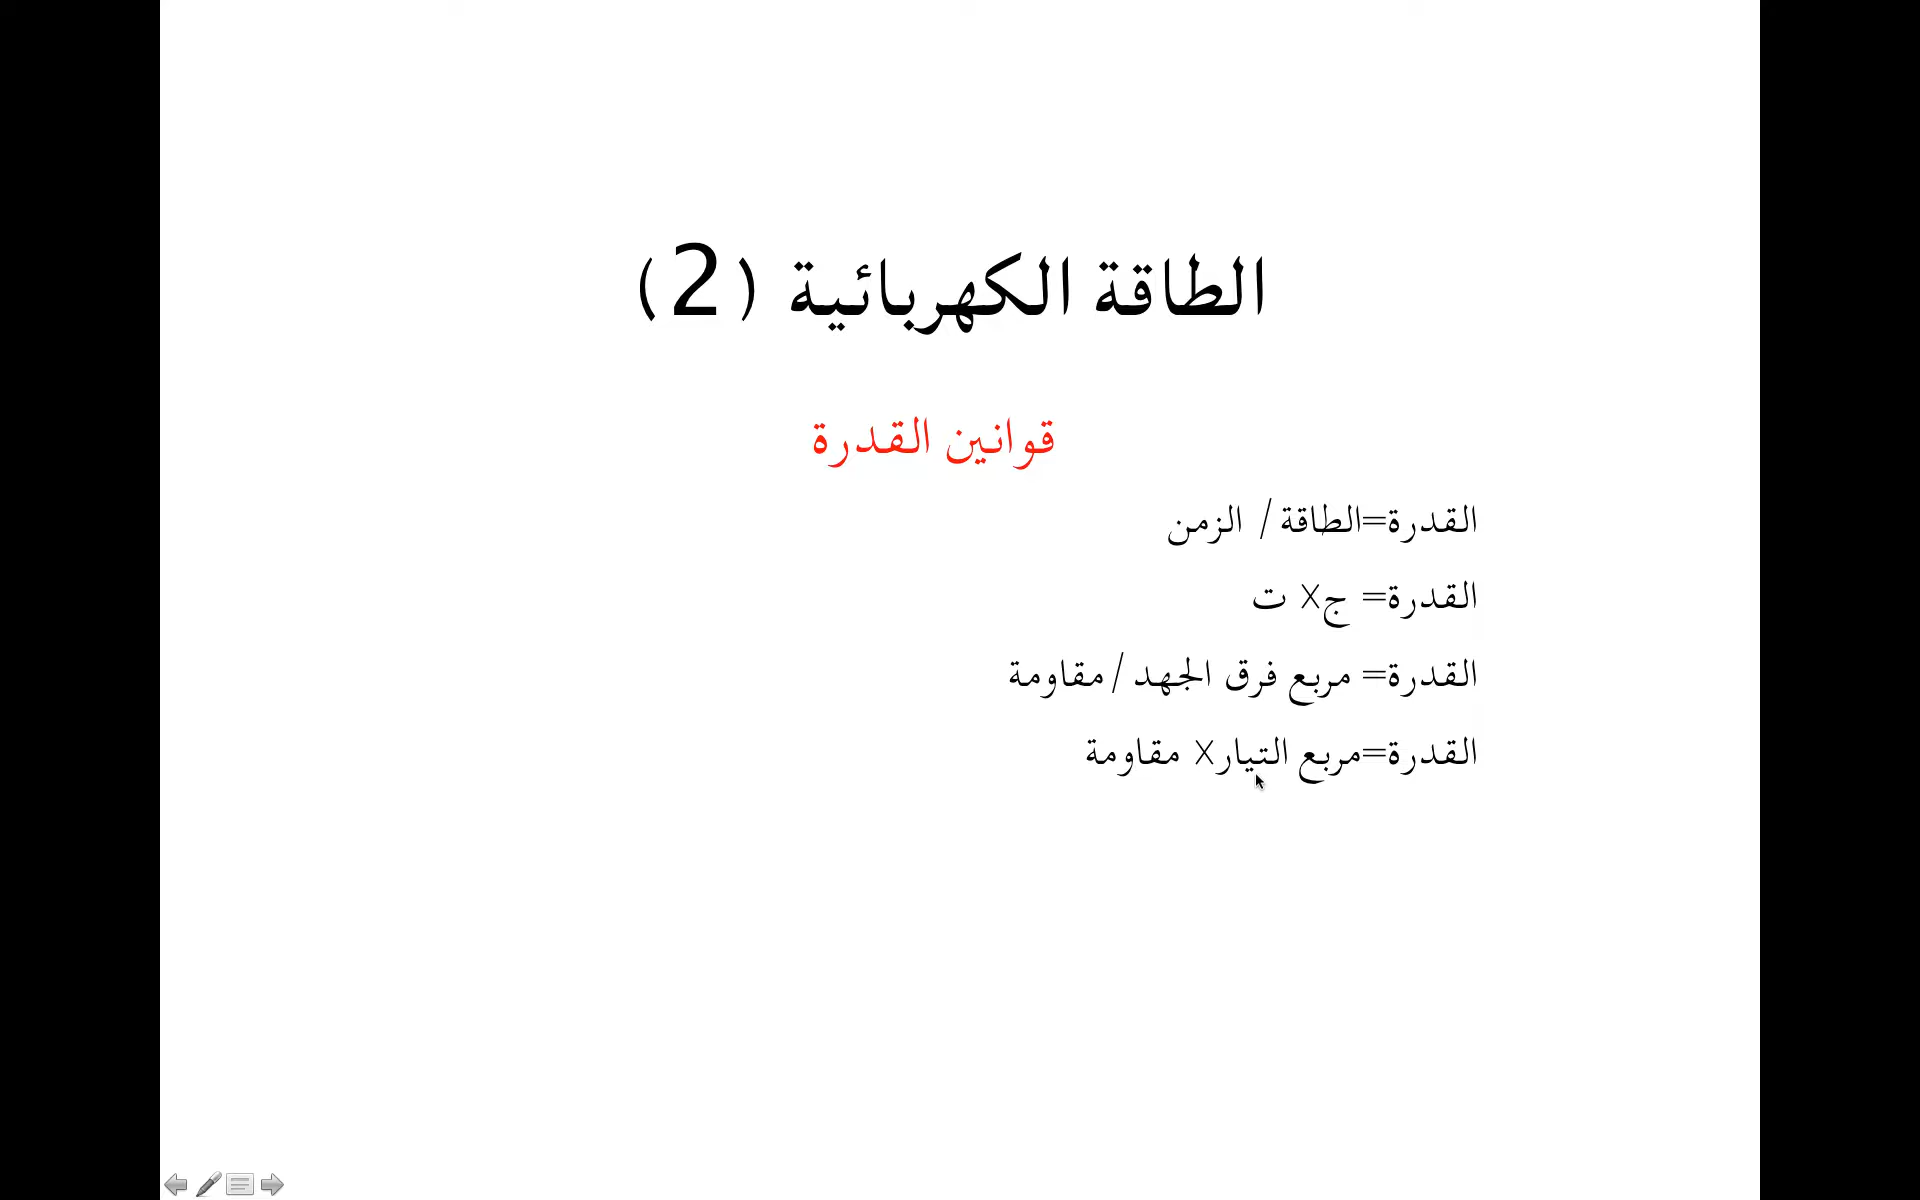 الطاقة الكهربائية (2)
قوانين القدرة
القدرة=الطاقة/ الزمن
القدرة= جX ت
القدرة= مربع فرق الجهد /مقاومة
القدرة=مربع التيارX مقاومة